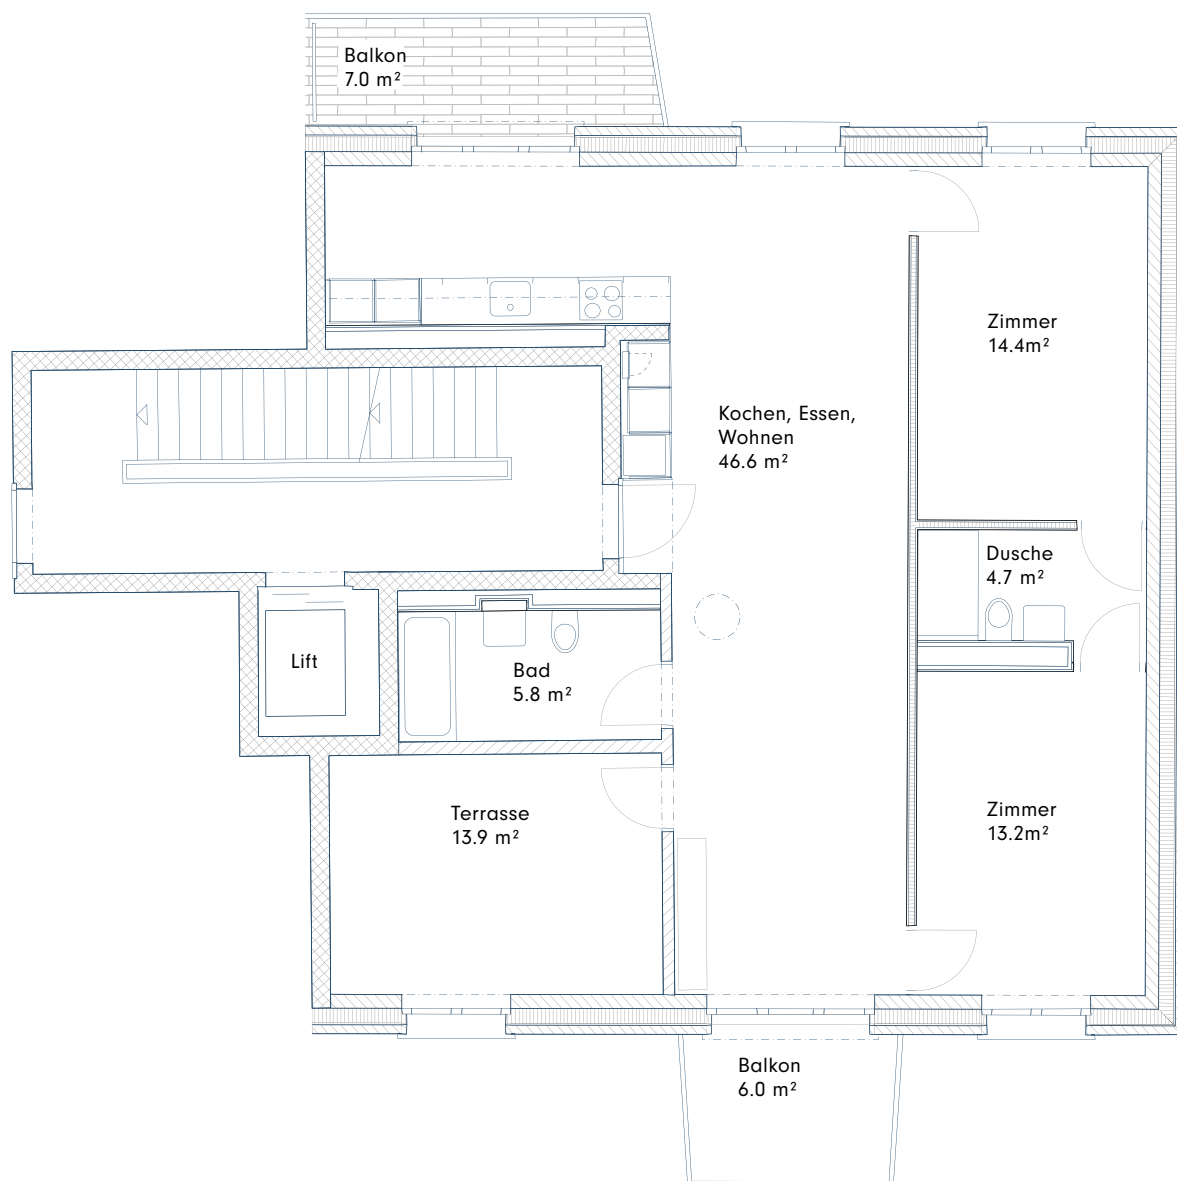 Balkon
7.0 m²
Zimmer
14.4m²
Kochen, Essen,
Wohnen
46.6 m²
Dusche
4.7 m²
Lift
Bad
5.8 m²
Terrasse
13.9 m²
Zimmer
13.2m²
Balkon
6.0 m²